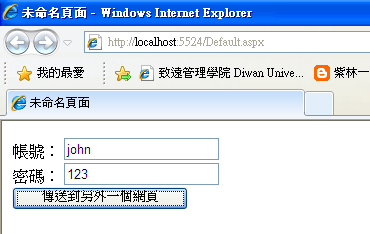 未命名頁面 - Windows Internet Explorer
http://localhost:5524/Default.aspx
我的最愛 致遠管理學院 Diwan Unive... 紫林一
未命名頁面
帳號： john
密碼： 123
傳送到另外一個網頁